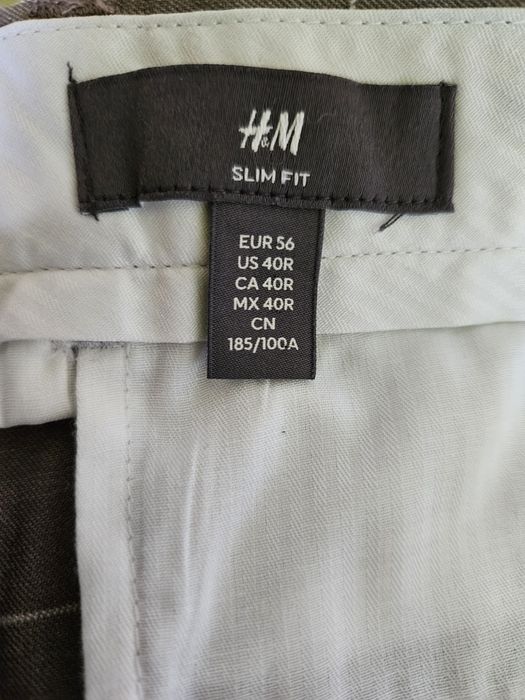 H&M
SLIM FIT
EUR 56
US 40R
CA 40R
MX 40R
CN
185/100A